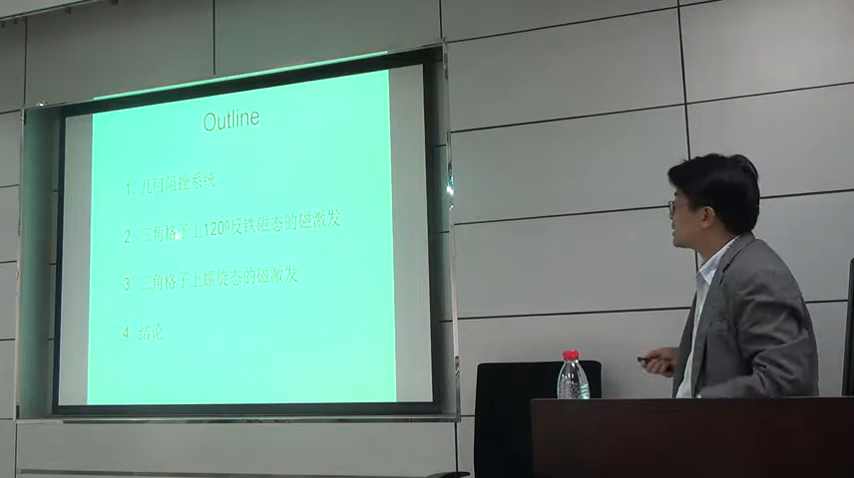 Outline
1. 几何阻挫系统
2. 三角格子上120º反铁磁态的磁激发
3. 三角格子上螺旋态的磁激发
4. 结论